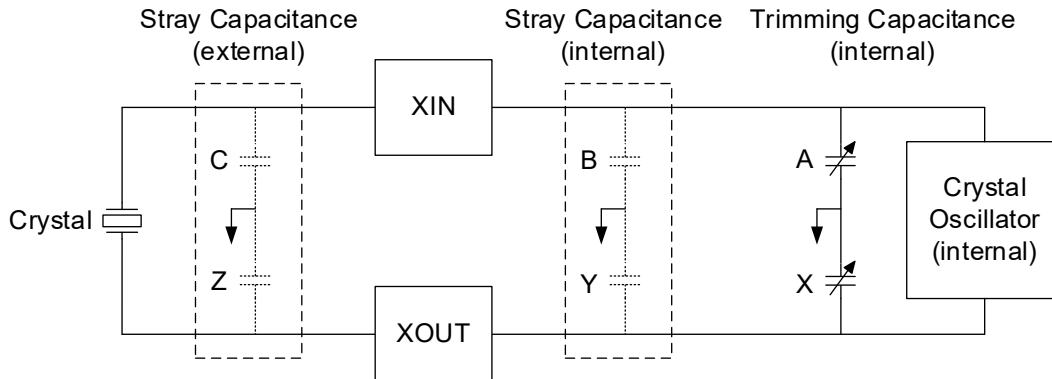 Stray Capacitance
(external)
Stray Capacitance
(internal)
Trimming Capacitance
(internal)
XIN
C
B
A
Crystal
Crystal
Oscillator
(internal)
Z
Y
X
XOUT